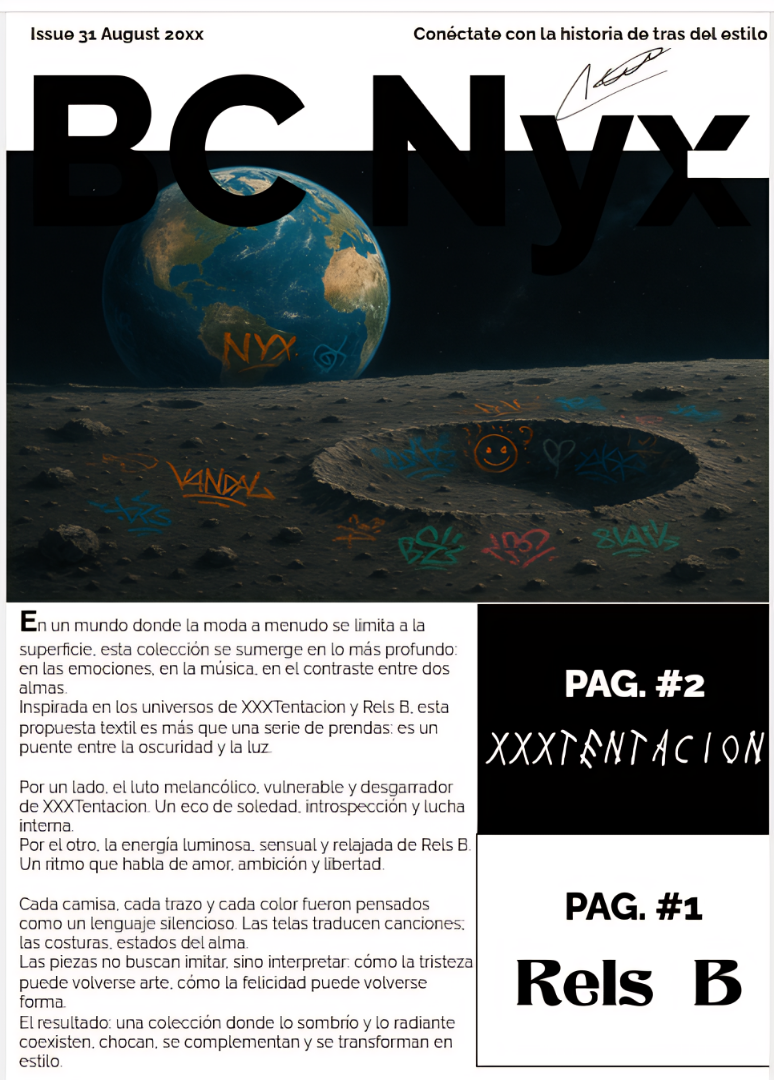 Issue 31 August 20xx
Conéctate con la historia de tras del estilo
BC Nyx
NYX
VANDAL
En un mundo donde la moda a menudo se limita a la
superficie, esta colección se sumerge en lo más profundo:
en las emociones, en la música, en el contraste entre dos
almas.
Inspirada en los universos de XXXTentacion y Rels B, esta
propuesta textil es más que una serie de prendas: es un
puente entre la oscuridad y la luz.
Por un lado, el luto melancólico, vulnerable y desgarrador
de XXXTentacion. Un eco de soledad, introspección y lucha
interna.
Por el otro, la energía luminosa, sensual y relajada de Rels B.
Un ritmo que habla de amor, ambición y libertad.
Cada camisa, cada trazo y cada color fueron pensados
como un lenguaje silencioso. Las telas traducen canciones;
las costuras, estados del alma.
Las piezas no buscan imitar, sino interpretar: cómo la tristeza
puede volverse arte, cómo la felicidad puede volverse
forma.
El resultado: una colección donde lo sombrío y lo radiante
coexisten, chocan, se complementan y se transforman en
estilo.
PAG. #2
XXXTENTACION
PAG. #1
Rels B